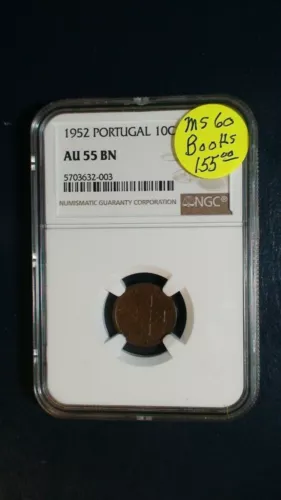 1952 PORTUGAL 10C
AU 55 BN
5703632-003
NUMISMATIC GUARANTY CORPORATION
NGC®
MS 60
Books
155.00